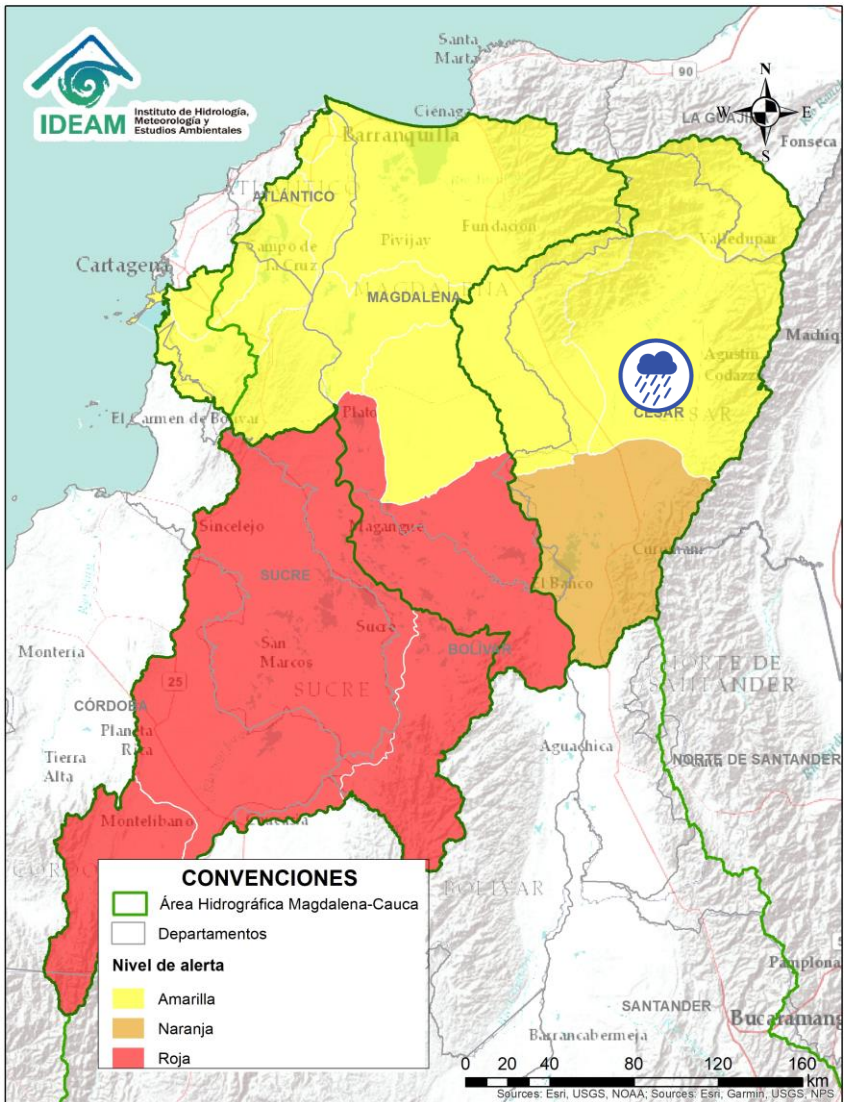 IDEAM
Instituto de Hidrología,
Meteorología y
Estudios Ambientales
Santa
Marta
90
N
W
E
S
LA GUAJIR
Fonseca
Ciénaga
Barranquilla
ATLÁNTICO
Fundación
Pivijay
Valledupar
Campo de
la Cruz
Cartagena
MAGDALENA
MAGDALENA
Machiq
Agustín
Codazzi
CESAR
El Carmen de Bolívar
Plato
Sincelejo
Magangué
SUCRE
El Banco
Sucre
San
Marcos
BOLÍVAR
Montería
SUCRE
NORTE DE
SANTANDER
25
CÓRDOBA
Planeta
Rica
Tierra
Alta
Aguachica
NORTE DE SANTANDER
Montelíbano
BOLÍVAR
CONVENCIONES
Área Hidrográfica Magdalena-Cauca
Departamentos
Nivel de alerta
Amarilla
Naranja
Roja
Pamplona
SANTANDER
Bucaramang
Barrancabermeja
0 20 40 80 120 160
km
Sources: Esri, USGS, NOAA; Sources: Esri, Garmin, USGS, NPS